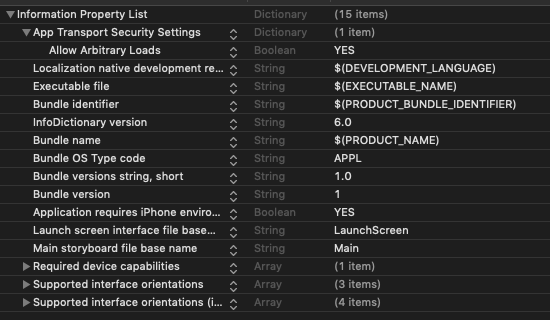 Information Property List Dictionary (15 items)
App Transport Security Settings Dictionary (1 item)
Allow Arbitrary Loads Boolean YES
Localization native development re... String $(DEVELOPMENT_LANGUAGE)
Executable file String $(EXECUTABLE_NAME)
Bundle identifier String $(PRODUCT_BUNDLE_IDENTIFIER)
InfoDictionary version String 6.0
Bundle name String $(PRODUCT_NAME)
Bundle OS Type code String APPL
Bundle versions string, short String 1.0
Bundle version String 1
Application requires iPhone enviro... Boolean YES
Launch screen interface file base... String LaunchScreen
Main storyboard file base name String Main
Required device capabilities Array (1 item)
Supported interface orientations Array (3 items)
Supported interface orientations (i... Array (4 items)